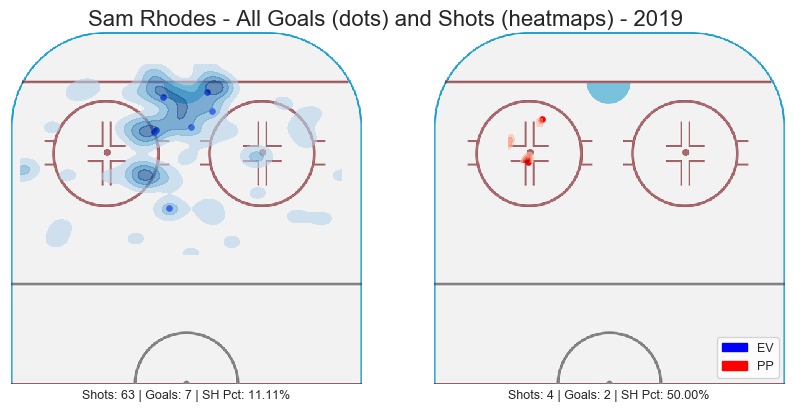 Sam Rhodes - All Goals (dots) and Shots (heatmaps) - 2019
EV
PP
Shots: 63 | Goals: 7 | SH Pct: 11.11%
Shots: 4 | Goals: 2 | SH Pct: 50.00%